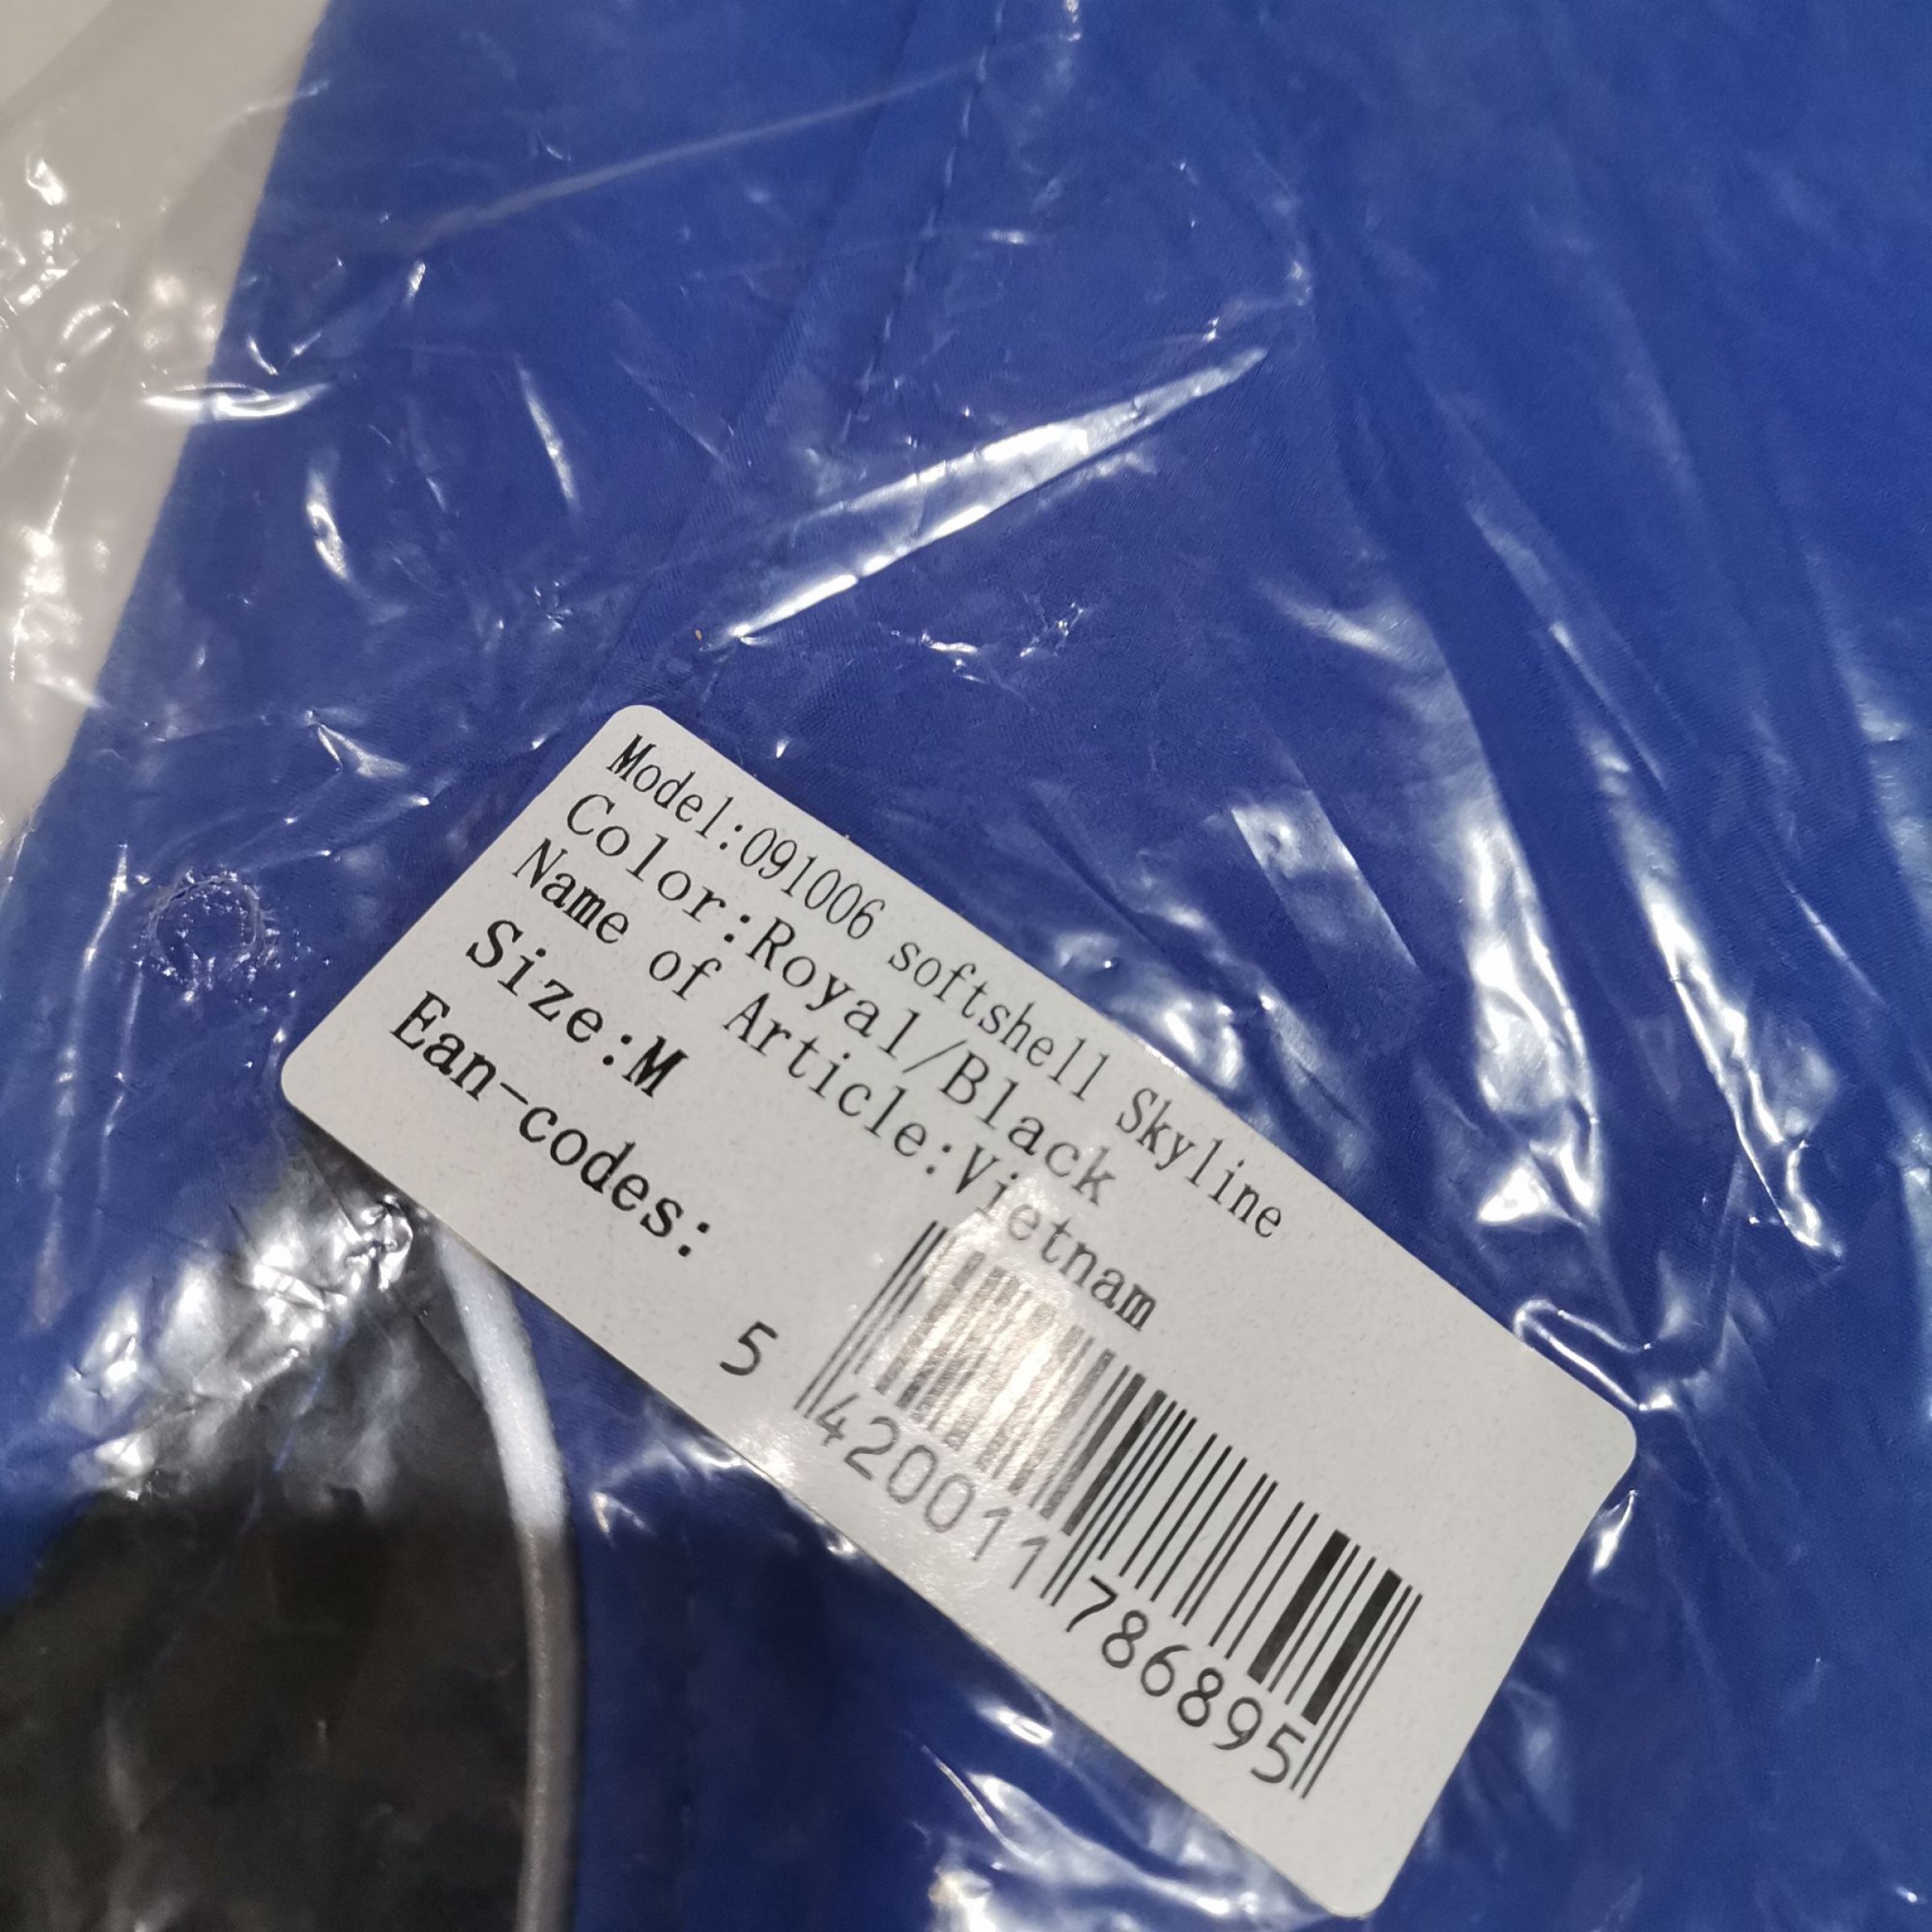 Model:091006 softshell Skyline
Color:Royal/Black
Name of Article:Vietnam
Size:M
Ean-codes:
5 420011 786895